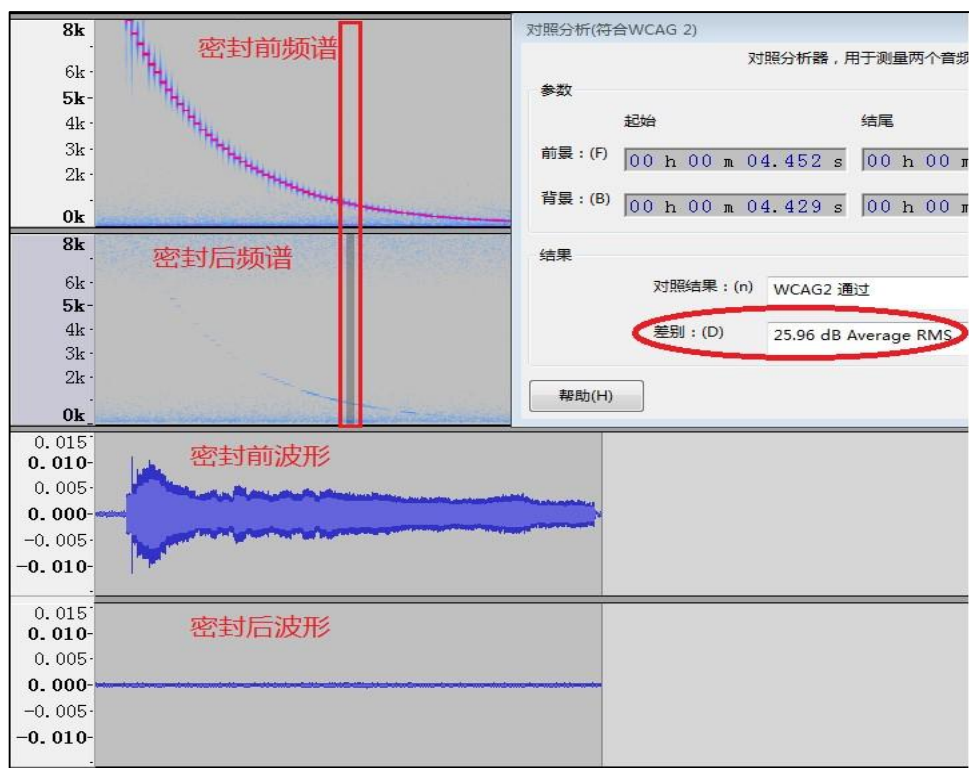 8k
6k
5k
4k
3k
2k
0k
密封前频谱
8k
6k
5k
4k
3k
2k
0k
密封后频谱
对照分析(符合WCAG 2)
对照分析器，用于测量两个音频
参数
起始 结尾
前景：(F) 00 h 00 m 04.452 s 00 h 00 m
背景：(B) 00 h 00 m 04.429 s 00 h 00 m
结果
对照结果：(n) WCAG2 通过
差别：(D) 25.96 dB Average RMS
帮助(H)
0.015
0.010
0.005
0.000
-0.005
-0.010
密封前波形
0.015
0.010
0.005
0.000
-0.005
-0.010
密封后波形